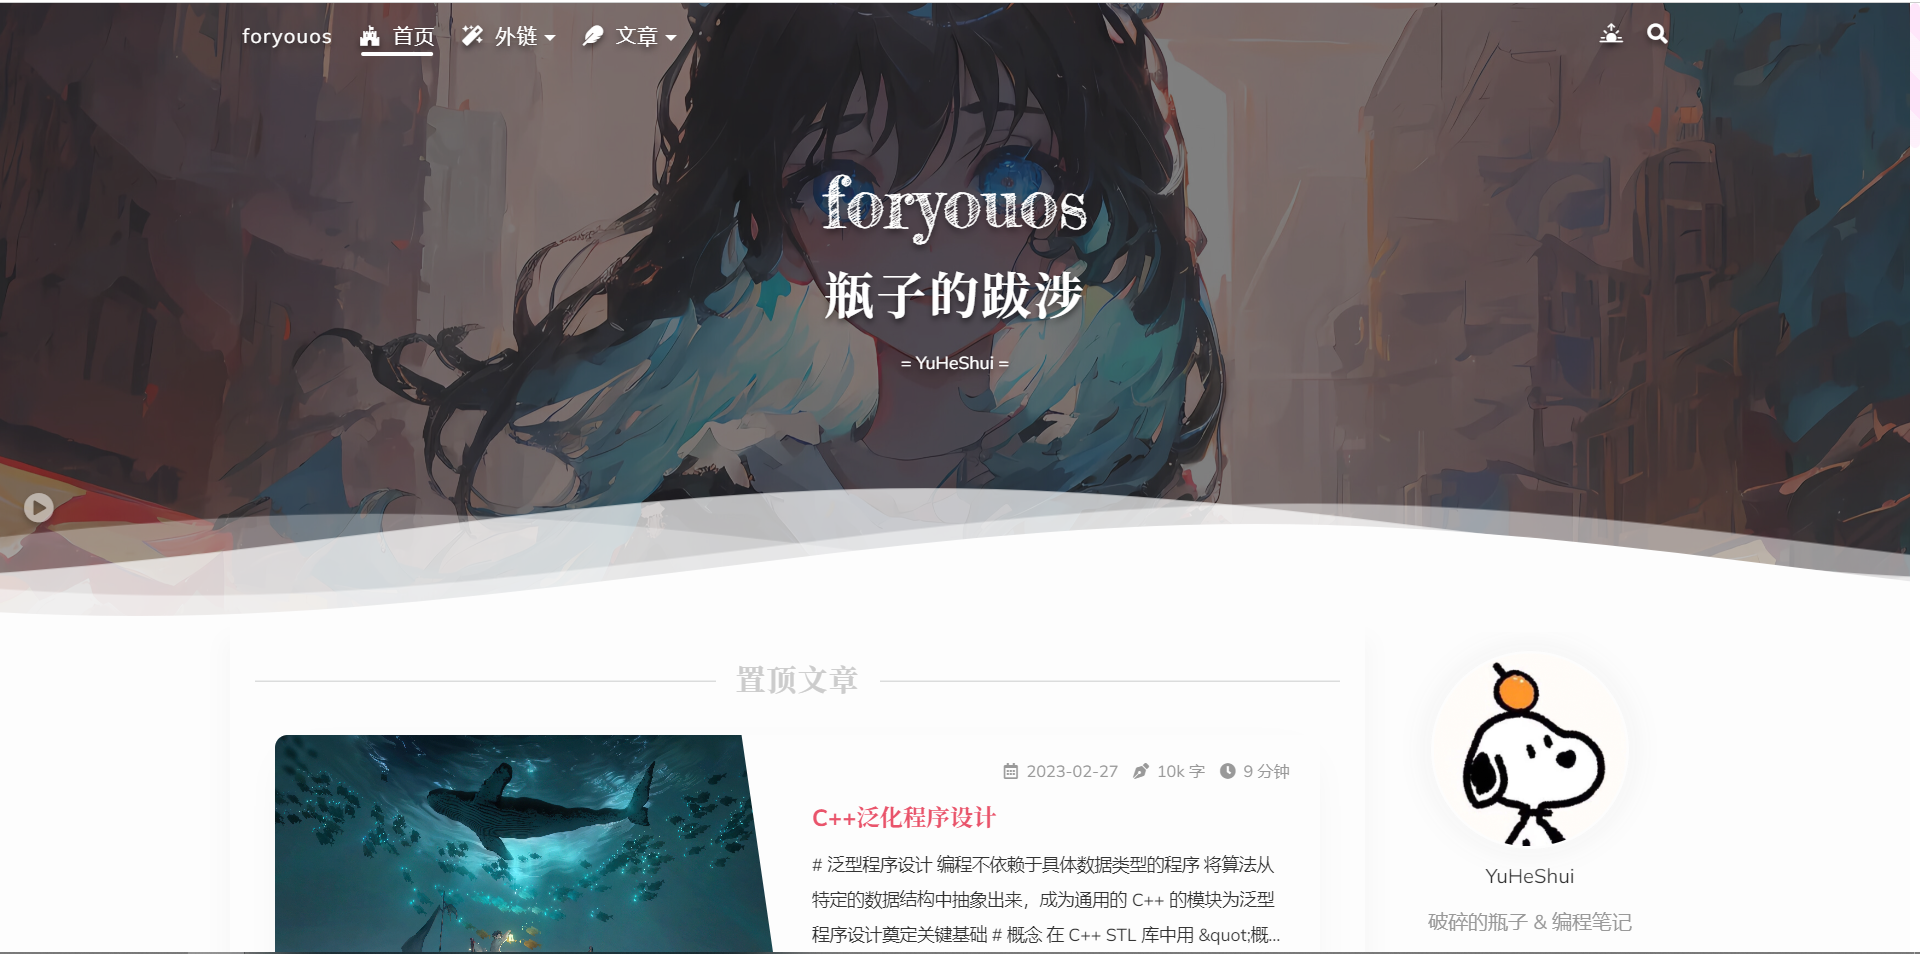 foryouos 首页 外链 文章
foryouos
瓶子的跋涉
= YuHeShui =
置顶文章
2023-02-27 10k 字 9 分钟
C++泛化程序设计
# 泛型程序设计 编程不依赖于具体数据类型的程序 将算法从
特定的数据结构中抽象出来，成为通用的 C++ 的模块为泛型
程序设计奠定关键基础 # 概念 在 C++ STL 库中用 &quot;概...
YuHeShui
破碎的瓶子 & 编程笔记